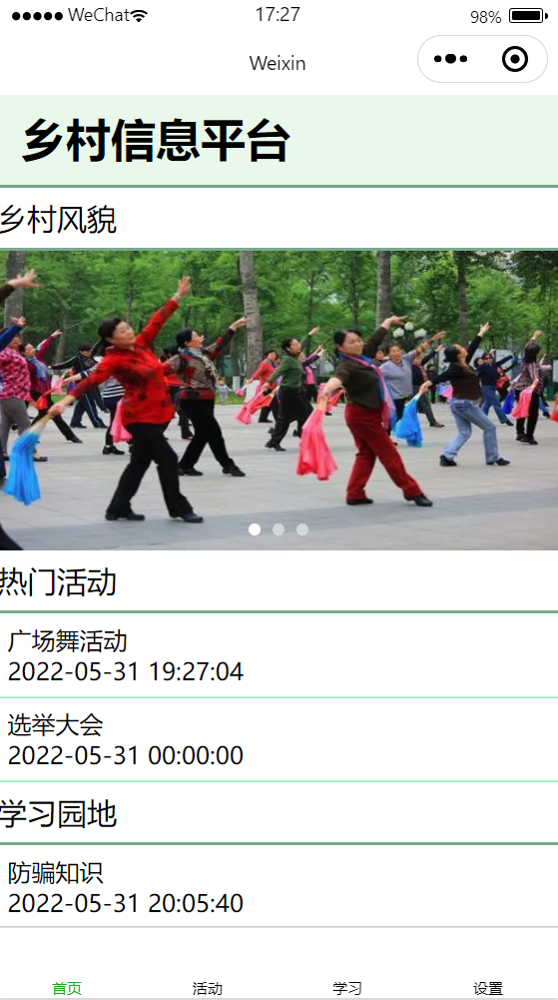 WeChat 17:27 98%
Weixin
乡村信息平台
乡村风貌
热门活动
广场舞活动
2022-05-31 19:27:04
选举大会
2022-05-31 00:00:00
学习园地
防骗知识
2022-05-31 20:05:40
首页 活动 学习 设置